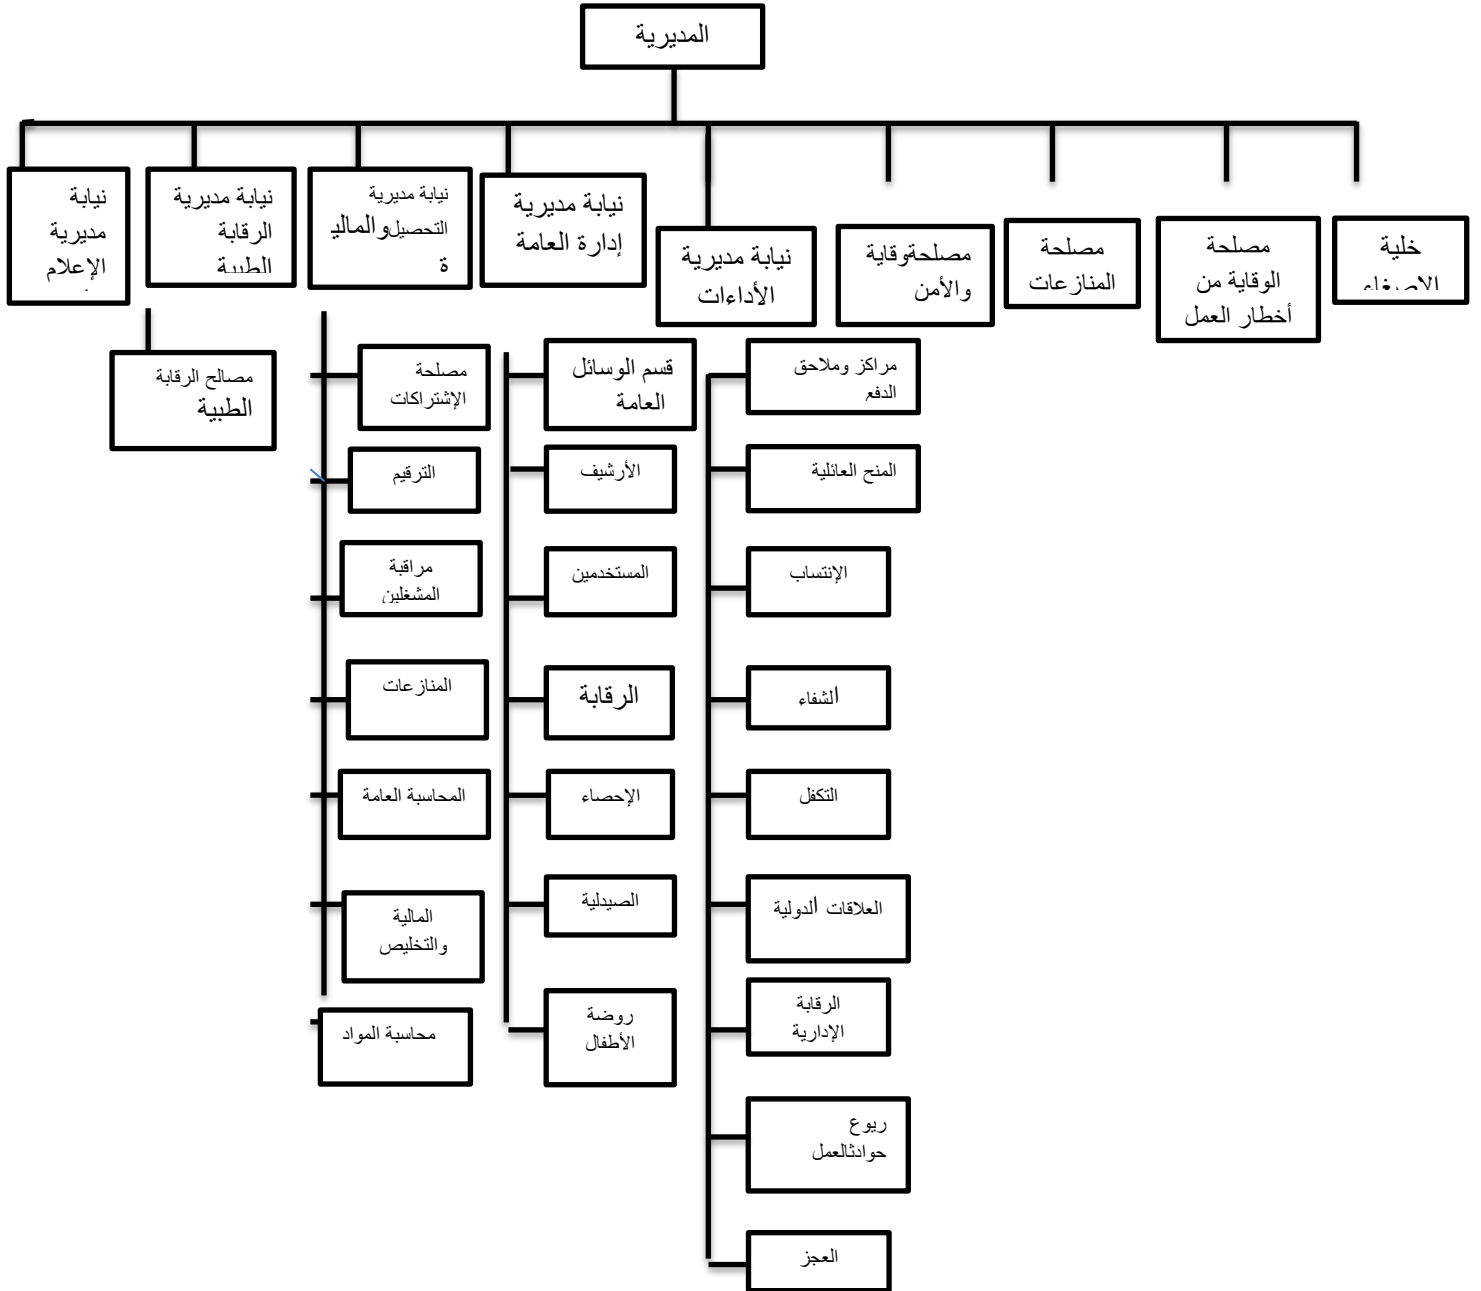 المديرية
خلية
الاصغاء
مصلحة
الوقاية من
أخطار العمل
مصلحة
المنازعات
مصلحةوقاية
والأمن
نيابة مديرية
الأداءات
نيابة مديرية
إدارة العامة
نيابة مديرية
التحصيلوالمالي
ة
نيابة مديرية
الرقابة
الطبية
نيابة
مديرية
الإعلام
مراكز وملاحق
الدفع
المنح العائلية
الإنتساب
الشفاء
التكفل
العلاقات الدولية
الرقابة
الإدارية
ريوع
حوادثالعمل
العجز
قسم الوسائل
العامة
الأرشيف
المستخدمين
الرقابة
الإحصاء
الصيدلية
روضة
الأطفال
مصلحة
الإشتراكات
الترقيم
مراقبة
المشغلين
المنازعات
المحاسبة العامة
المالية
والتخليص
محاسبة المواد
مصالح الرقابة
الطبية